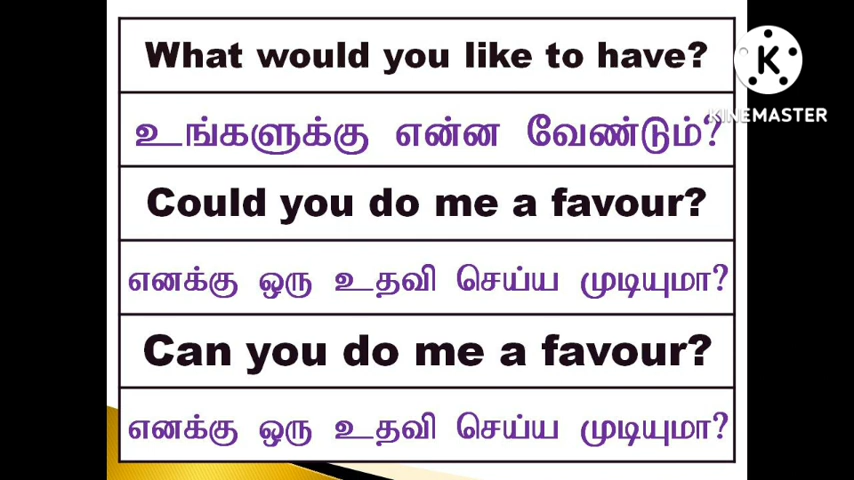 What would you like to have?
உங்களுக்கு என்ன வேண்டும்?
Could you do me a favour?
எனக்கு ஒரு உதவி செய்ய முடியுமா?
Can you do me a favour?
எனக்கு ஒரு உதவி செய்ய முடியுமா?
K
KINEMASTER